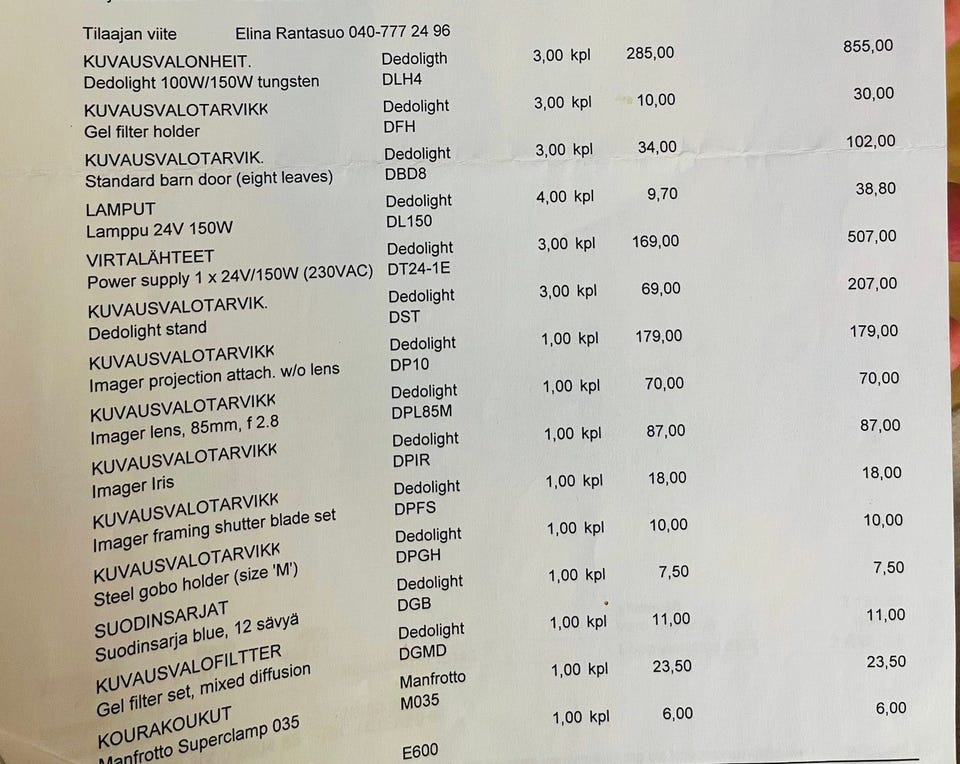 Tilaajan viite Elina Rantasuo 040-777 24 96
KUVAUSVALONHEIT. Dedoligth 3,00 kpl 285,00 855,00
Dedolight 100W/150W tungsten DLH4
KUVAUSVALOTARVIKK Dedolight 3,00 kpl 10,00 30,00
Gel filter holder DFH
KUVAUSVALOTARVIK. Dedolight 3,00 kpl 34,00 102,00
Standard barn door (eight leaves) DBD8
LAMPUT Dedolight 4,00 kpl 9,70 38,80
Lamppu 24V 150W DL150
VIRTALÄHTEET Dedolight 3,00 kpl 169,00 507,00
Power supply 1 x 24V/150W (230VAC) DT24-1E
KUVAUSVALOTARVIK. Dedolight 3,00 kpl 69,00 207,00
Dedolight stand DST
KUVAUSVALOTARVIKK Dedolight 1,00 kpl 179,00 179,00
Imager projection attach. w/o lens DP10
KUVAUSVALOTARVIKK Dedolight 1,00 kpl 70,00 70,00
Imager lens, 85mm, f 2.8 DPL85M
KUVAUSVALOTARVIKK Dedolight 1,00 kpl 87,00 87,00
Imager Iris DPIR
KUVAUSVALOTARVIKK Dedolight 1,00 kpl 18,00 18,00
Imager framing shutter blade set DPFS
KUVAUSVALOTARVIKK Dedolight 1,00 kpl 10,00 10,00
Steel gobo holder (size 'M') DPGH
SUODINSARJAT Dedolight 1,00 kpl 7,50 7,50
Suodinsarja blue, 12 sävyä DGB
KUVAUSVALOFILTTER Dedolight 1,00 kpl 11,00 11,00
Gel filter set, mixed diffusion DGMD
KOURAKOUKUT Manfrotto 1,00 kpl 23,50 23,50
Manfrotto Superclamp 035 M035
1,00 kpl 6,00 6,00
E600